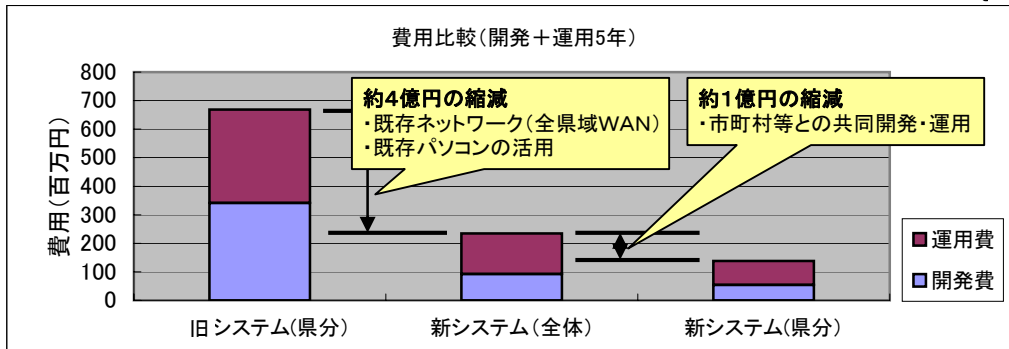 費用比較(開発+運用5年)
800
700
600
500
400
300
200
100
0
費用(百万円)
約4億円の縮減
・既存ネットワーク(全県域WAN)
・既存パソコンの活用
約1億円の縮減
・市町村等との共同開発・運用
運用費
開発費
旧システム(県分)
新システム(全体)
新システム(県分)